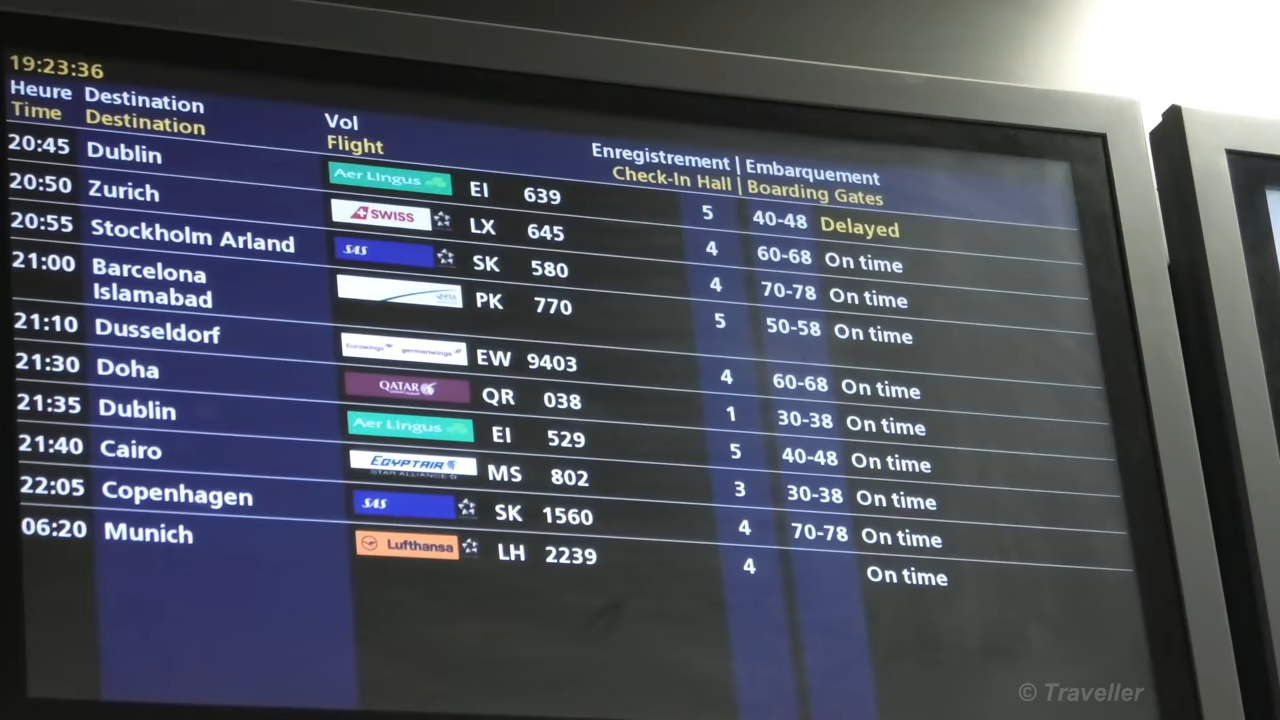 19:23:36
Heure Destination Vol Enregistrement | Embarquement
Time Destination Flight Check-In Hall | Boarding Gates
20:45 Dublin Aer Lingus EI 639 5 40-48 Delayed
20:50 Zurich SWISS LX 645 4 60-68 On time
20:55 Stockholm Arland SAS SK 580 4 70-78 On time
21:00 Barcelona PK 770 5 50-58 On time
Islamabad
21:10 Dusseldorf Eurowings germanwings EW 9403 4 60-68 On time
21:30 Doha QATAR QR 038 1 30-38 On time
21:35 Dublin Aer Lingus EI 529 5 40-48 On time
21:40 Cairo EGYPTAIR MS 802 3 30-38 On time
STAR ALLIANCE
22:05 Copenhagen SAS SK 1560 4 70-78 On time
06:20 Munich Lufthansa LH 2239 4 On time
© Traveller